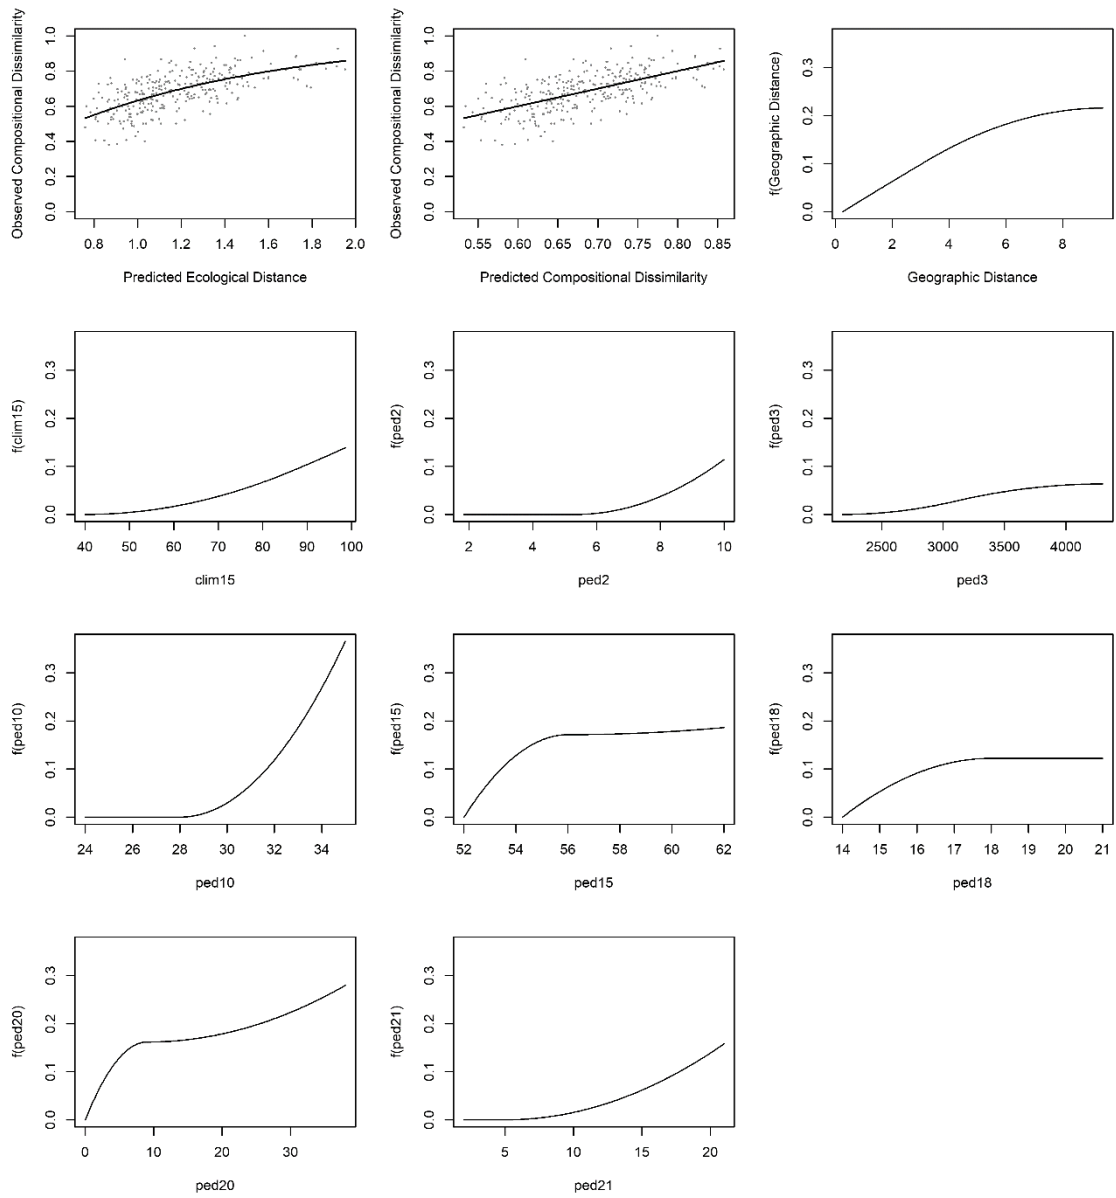 Observed Compositional Dissimilarity
0.0 0.2 0.4 0.6 0.8 1.0
0.8 1.0 1.2 1.4 1.6 1.8 2.0
Predicted Ecological Distance
Observed Compositional Dissimilarity
0.0 0.2 0.4 0.6 0.8 1.0
0.55 0.60 0.65 0.70 0.75 0.80 0.85
Predicted Compositional Dissimilarity
f(Geographic Distance)
0.0 0.1 0.2 0.3
0 2 4 6 8
Geographic Distance
f(clim15)
0.0 0.1 0.2 0.3
40 50 60 70 80 90 100
clim15
f(ped2)
0.0 0.1 0.2 0.3
2 4 6 8 10
ped2
f(ped3)
0.0 0.1 0.2 0.3
2500 3000 3500 4000
ped3
f(ped10)
0.0 0.1 0.2 0.3
24 26 28 30 32 34
ped10
f(ped15)
0.0 0.1 0.2 0.3
52 54 56 58 60 62
ped15
f(ped18)
0.0 0.1 0.2 0.3
14 15 16 17 18 19 20 21
ped18
f(ped20)
0.0 0.1 0.2 0.3
0 10 20 30
ped20
f(ped21)
0.0 0.1 0.2 0.3
5 10 15 20
ped21